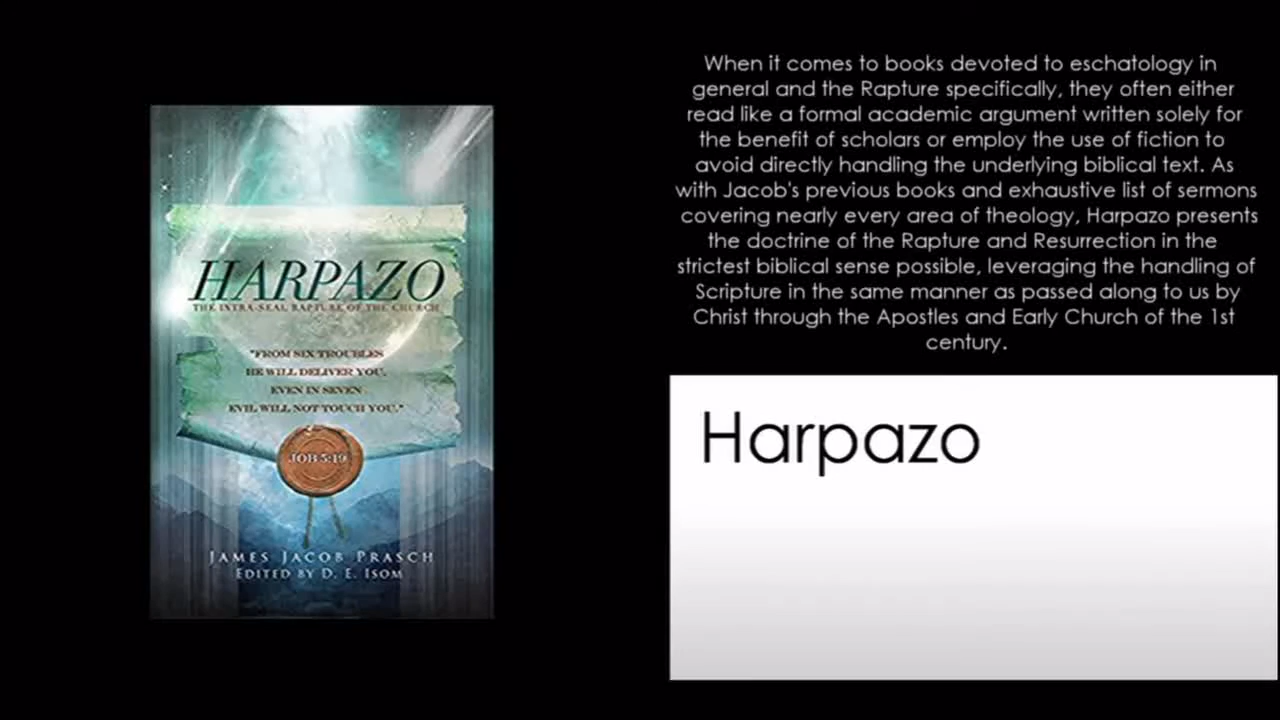 HARPAZO
THE INTRA-SEAL RAPTURE OF THE CHURCH
"FROM SIX TROUBLES
HE WILL DELIVER YOU,
EVEN IN SEVEN
EVIL WILL NOT TOUCH YOU."
JOB 5:19
JAMES JACOB PRASCH
EDITED BY D. E. ISOM
When it comes to books devoted to eschatology in
general and the Rapture specifically, they often either
read like a formal academic argument written solely for
the benefit of scholars or employ the use of fiction to
avoid directly handling the underlying biblical text. As
with Jacob's previous books and exhaustive list of sermons
covering nearly every area of theology, Harpazo presents
the doctrine of the Rapture and Resurrection in the
strictest biblical sense possible, leveraging the handling of
Scripture in the same manner as passed along to us by
Christ through the Apostles and Early Church of the 1st
century.
Harpazo